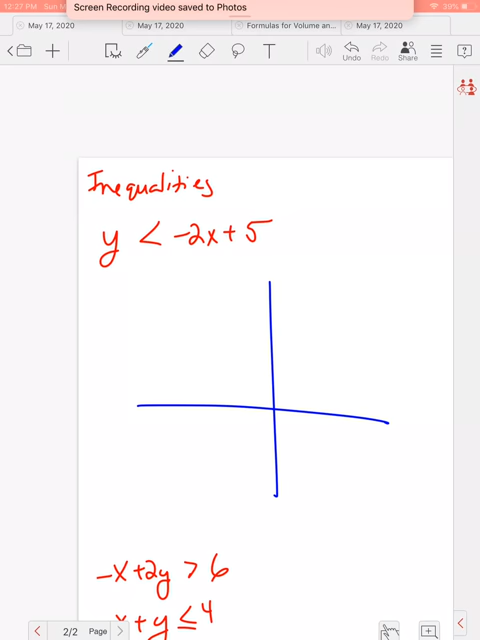 12:27 PM Sun M
Screen Recording video saved to Photos
39%
May 17, 2020
May 17, 2020
Formulas for Volume an...
May 17, 2020
T
Undo
Redo
Share
Inequalities
y < -2x + 5
-x + 2y > 6
x + y ≤ 4
2/2 Page